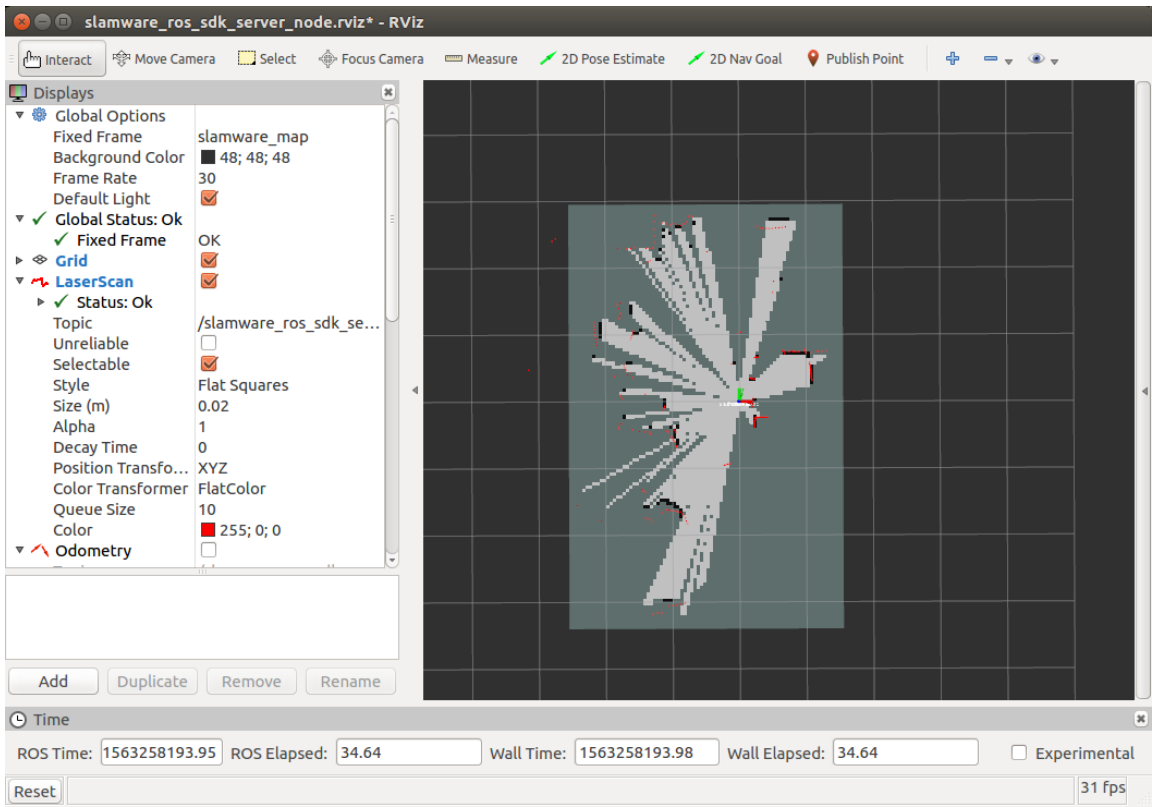 slamware_ros_sdk_server_node.rviz* - RViz
Interact Move Camera Select Focus Camera Measure 2D Pose Estimate 2D Nav Goal Publish Point
Displays
Global Options
Fixed Frame slamware_map
Background Color 48; 48; 48
Frame Rate 30
Default Light
Global Status: Ok
Fixed Frame OK
Grid
LaserScan
Status: Ok
Topic /slamware_ros_sdk_se...
Unreliable
Selectable
Style Flat Squares
Size (m) 0.02
Alpha 1
Decay Time 0
Position Transfo... XYZ
Color Transformer FlatColor
Queue Size 10
Color 255; 0; 0
Odometry
Add Duplicate Remove Rename
Time
ROS Time: 1563258193.95 ROS Elapsed: 34.64 Wall Time: 1563258193.98 Wall Elapsed: 34.64 Experimental
Reset 31 fps